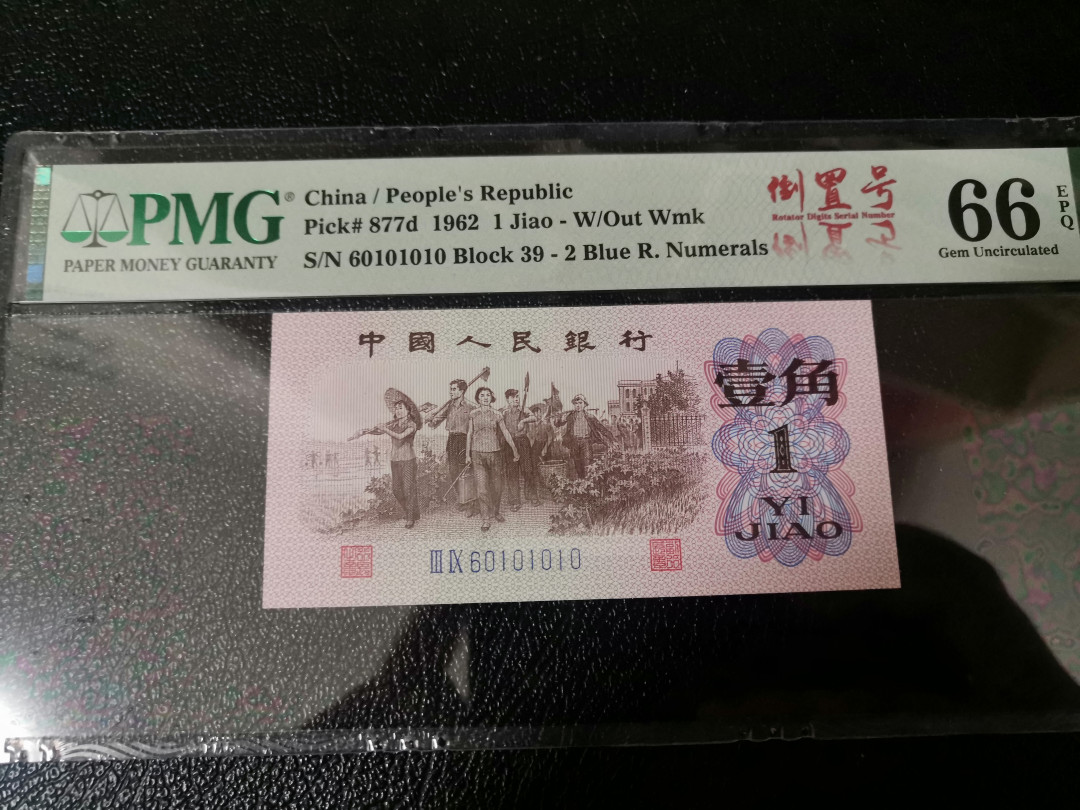 PMG®
PAPER MONEY GUARANTY
China / People's Republic
Pick# 877d 1962 1 Jiao - W/Out Wmk
S/N 60101010 Block 39 - 2 Blue R. Numerals
倒置号
Rotator Digits Serial Number
66
EPQ
Gem Uncirculated
中國人民銀行
壹角
1
YI
JIAO
ⅢⅨ 60101010